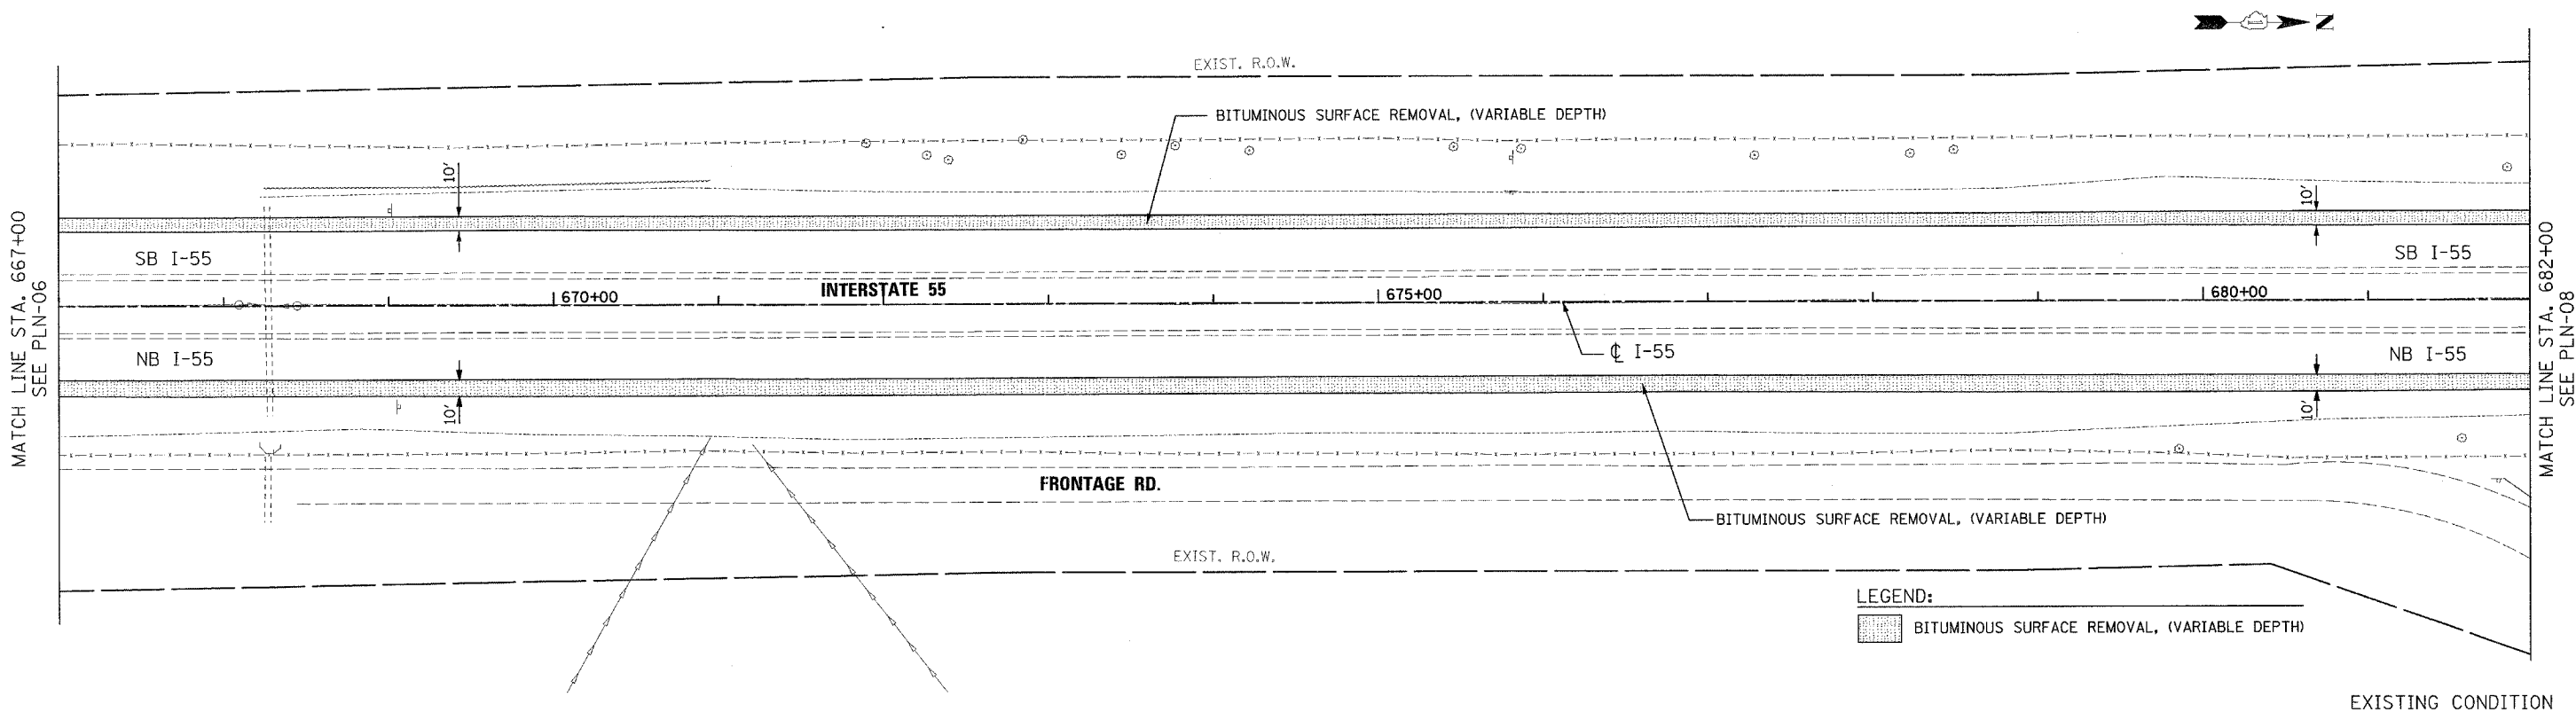 N
EXIST. R.O.W.
BITUMINOUS SURFACE REMOVAL, (VARIABLE DEPTH)
10'
10'
MATCH LINE STA. 667+00
SEE PLN-06
SB I-55
SB I-55
INTERSTATE 55
670+00
675+00
680+00
NB I-55
℄ I-55
NB I-55
MATCH LINE STA. 682+00
SEE PLN-08
10'
10'
FRONTAGE RD.
BITUMINOUS SURFACE REMOVAL, (VARIABLE DEPTH)
EXIST. R.O.W.
LEGEND:
BITUMINOUS SURFACE REMOVAL, (VARIABLE DEPTH)
EXISTING CONDITION